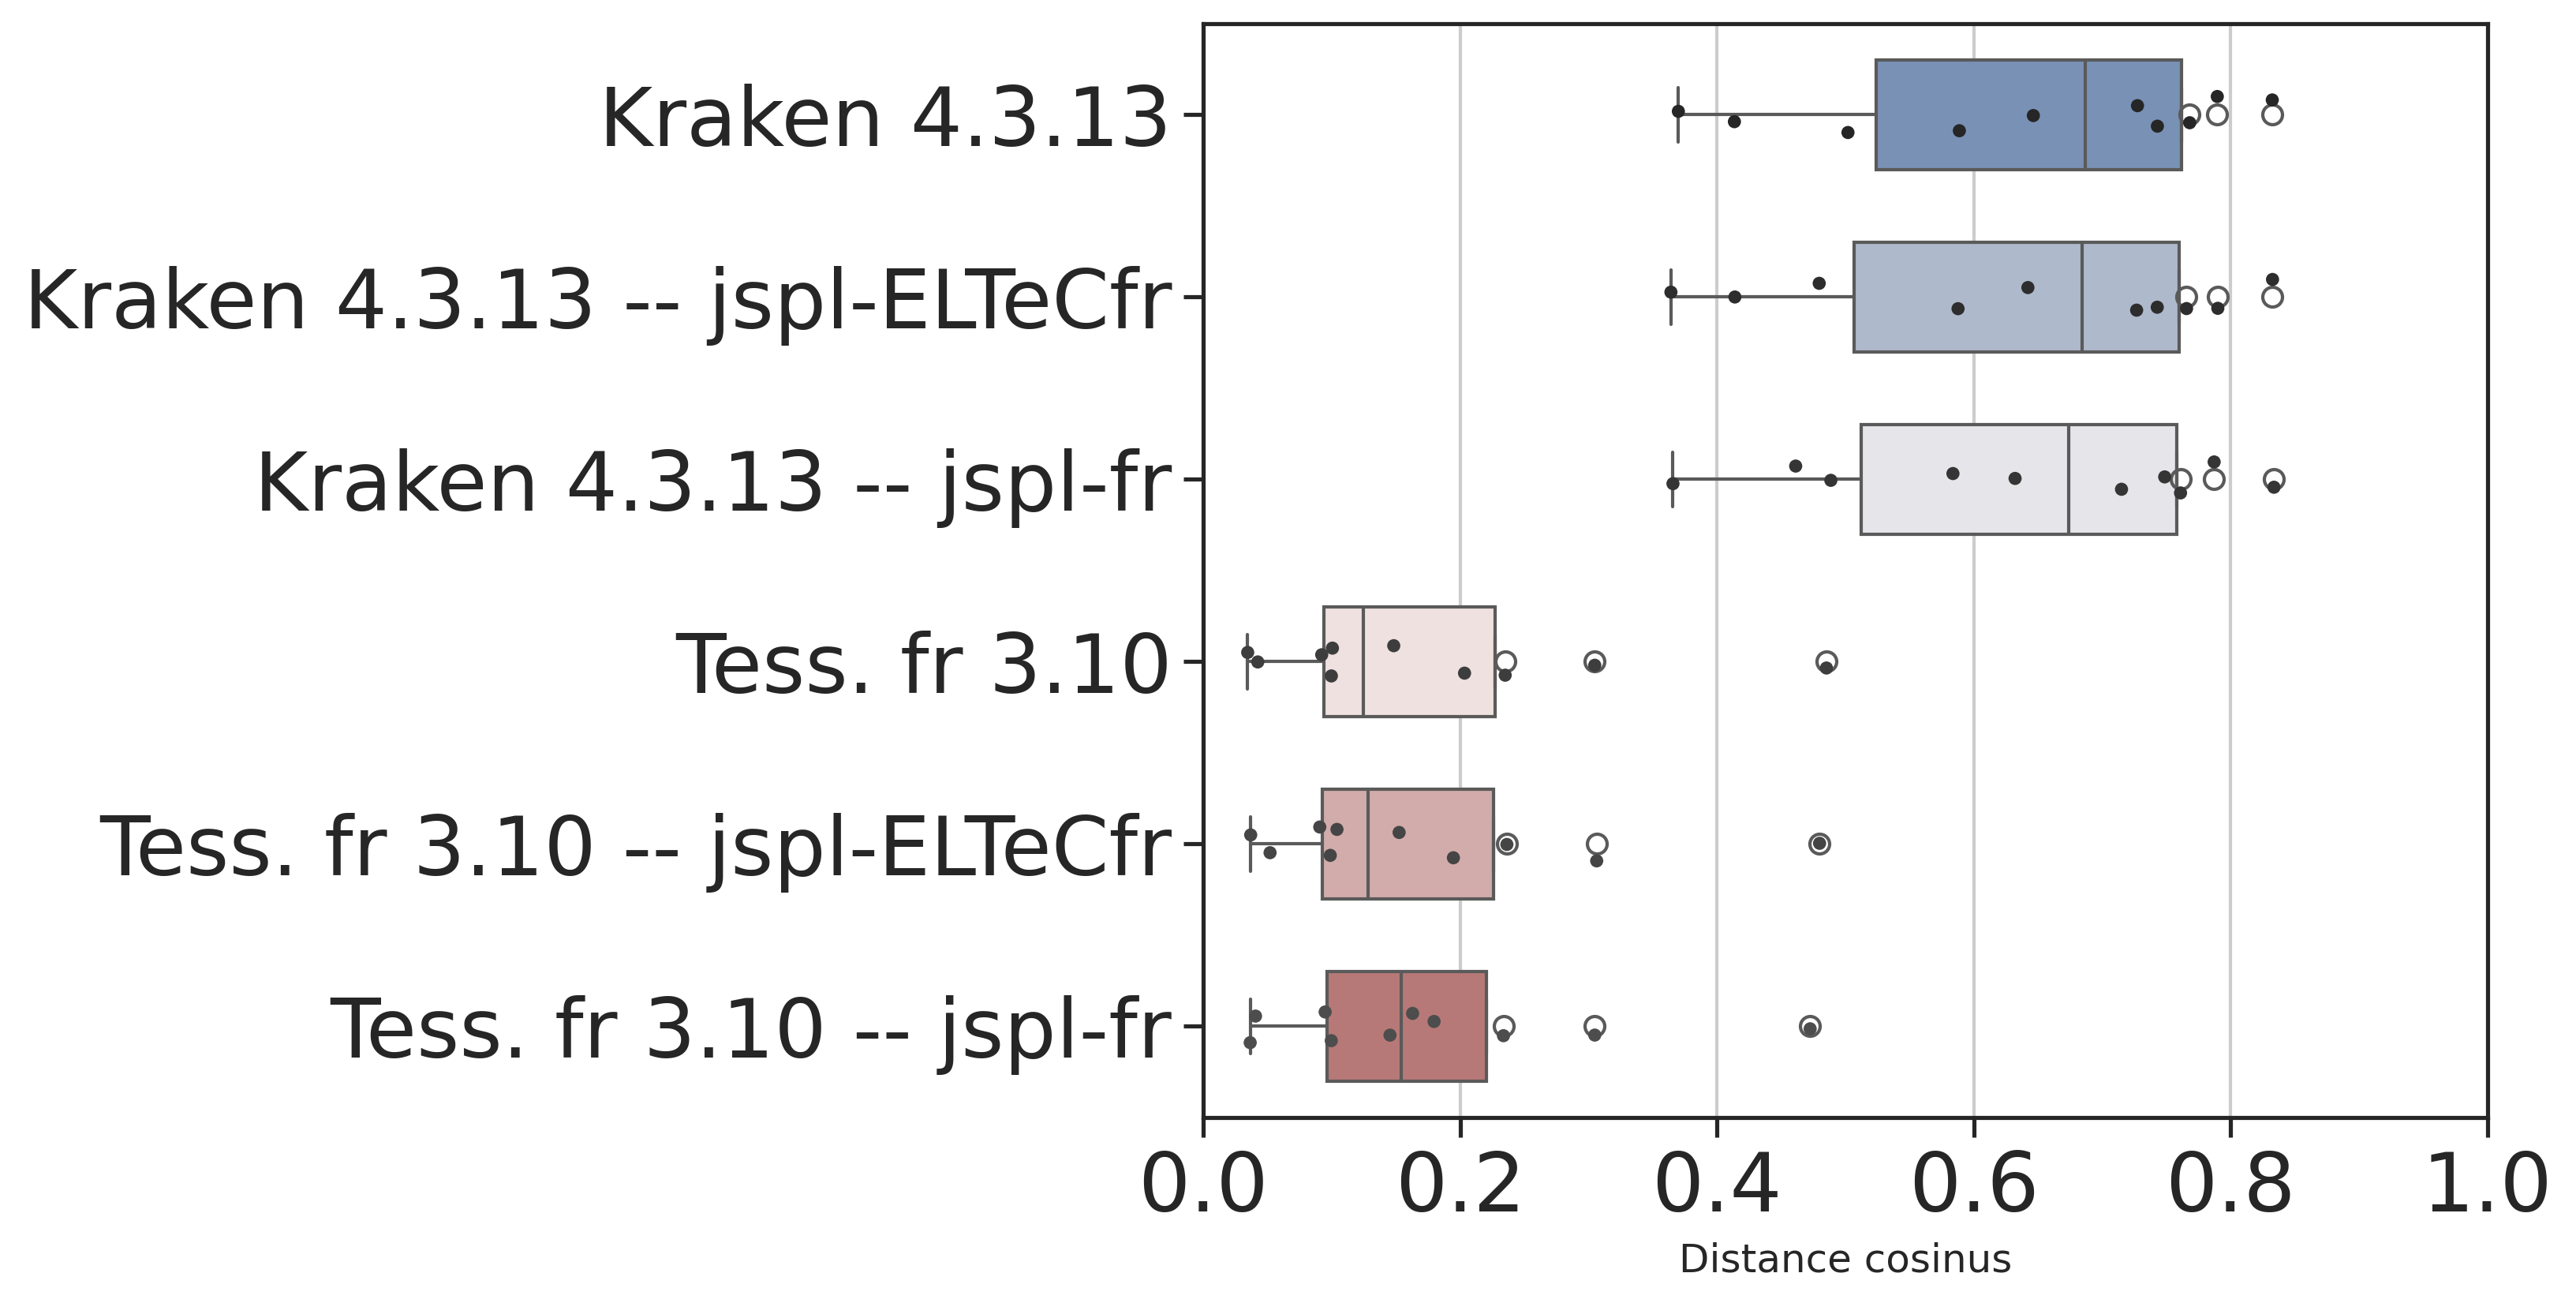 Kraken 4.3.13
Kraken 4.3.13 -- jspl-ELTeCfr
Kraken 4.3.13 -- jspl-fr
Tess. fr 3.10
Tess. fr 3.10 -- jspl-ELTeCfr
Tess. fr 3.10 -- jspl-fr
0.0 0.2 0.4 0.6 0.8 1.0
Distance cosinus